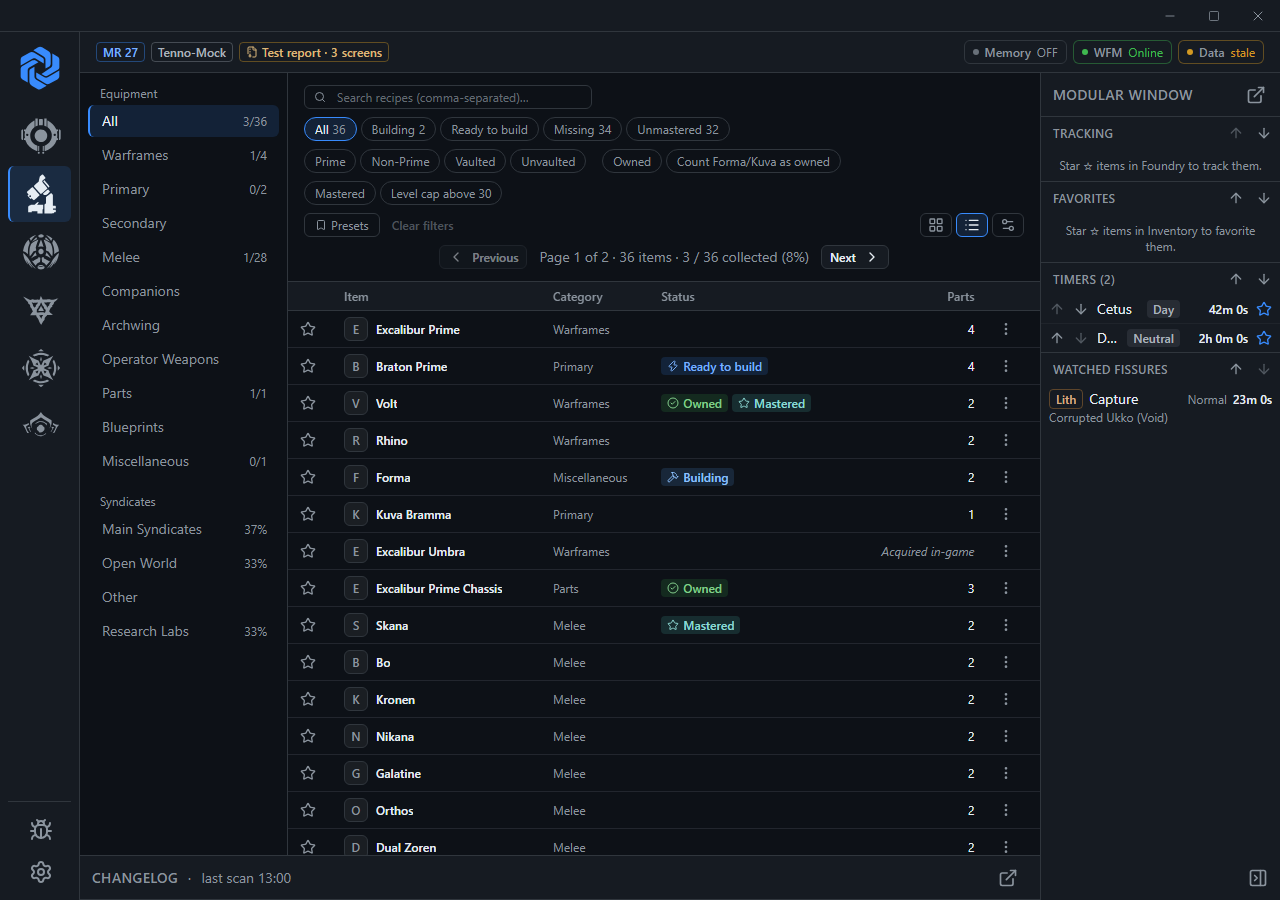 MR 27 Tenno-Mock Test report · 3 screens Memory OFF WFM Online Data stale
Equipment
All 3/36
Warframes 1/4
Primary 0/2
Secondary
Melee 1/28
Companions
Archwing
Operator Weapons
Parts 1/1
Blueprints
Miscellaneous 0/1
Syndicates
Main Syndicates 37%
Open World 33%
Other
Research Labs 33%
Search recipes (comma-separated)...
All 36 Building 2 Ready to build Missing 34 Unmastered 32
Prime Non-Prime Vaulted Unvaulted Owned Count Forma/Kuva as owned
Mastered Level cap above 30
Presets Clear filters
Previous Page 1 of 2 · 36 items · 3 / 36 collected (8%) Next
Item Category Status Parts
E Excalibur Prime Warframes 4
B Braton Prime Primary Ready to build 4
V Volt Warframes Owned Mastered 2
R Rhino Warframes 2
F Forma Miscellaneous Building 2
K Kuva Bramma Primary 1
E Excalibur Umbra Warframes Acquired in-game
E Excalibur Prime Chassis Parts Owned 3
S Skana Melee Mastered 2
B Bo Melee 2
K Kronen Melee 2
N Nikana Melee 2
G Galatine Melee 2
O Orthos Melee 2
D Dual Zoren Melee 2
CHANGELOG · last scan 13:00
MODULAR WINDOW
TRACKING
Star ☆ items in Foundry to track them.
FAVORITES
Star ☆ items in Inventory to favorite
them.
TIMERS (2)
Cetus Day 42m 0s
D... Neutral 2h 0m 0s
WATCHED FISSURES
Lith Capture Normal 23m 0s
Corrupted Ukko (Void)